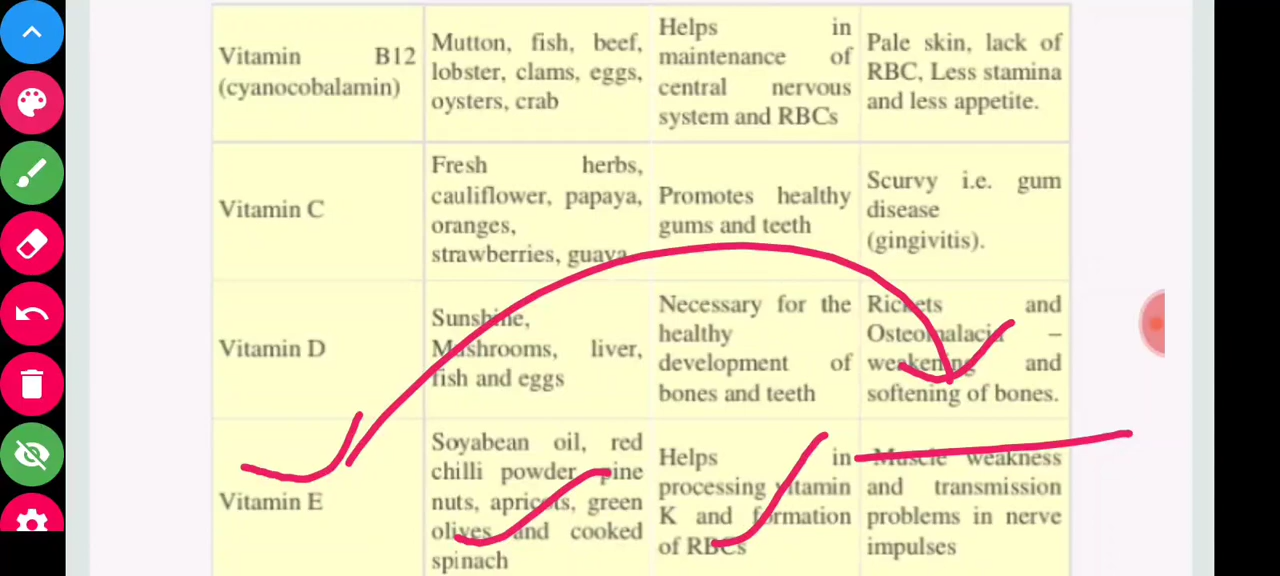 Vitamin B12
(cyanocobalamin)
Mutton, fish, beef,
lobster, clams, eggs,
oysters, crab
Helps in
maintenance of
central nervous
system and RBCs
Pale skin, lack of
RBC, Less stamina
and less appetite.
Vitamin C
Fresh herbs,
cauliflower, papaya,
oranges,
strawberries, guava
Promotes healthy
gums and teeth
Scurvy i.e. gum
disease
(gingivitis).
Vitamin D
Sunshine,
Mushrooms, liver,
fish and eggs
Necessary for the
healthy
development of
bones and teeth
Rickets and
Osteomalacia –
weakening and
softening of bones.
Vitamin E
Soyabean oil, red
chilli powder, pine
nuts, apricots, green
olives and cooked
spinach
Helps in
processing vitamin
K and formation
of RBCs
Muscle weakness
and transmission
problems in nerve
impulses